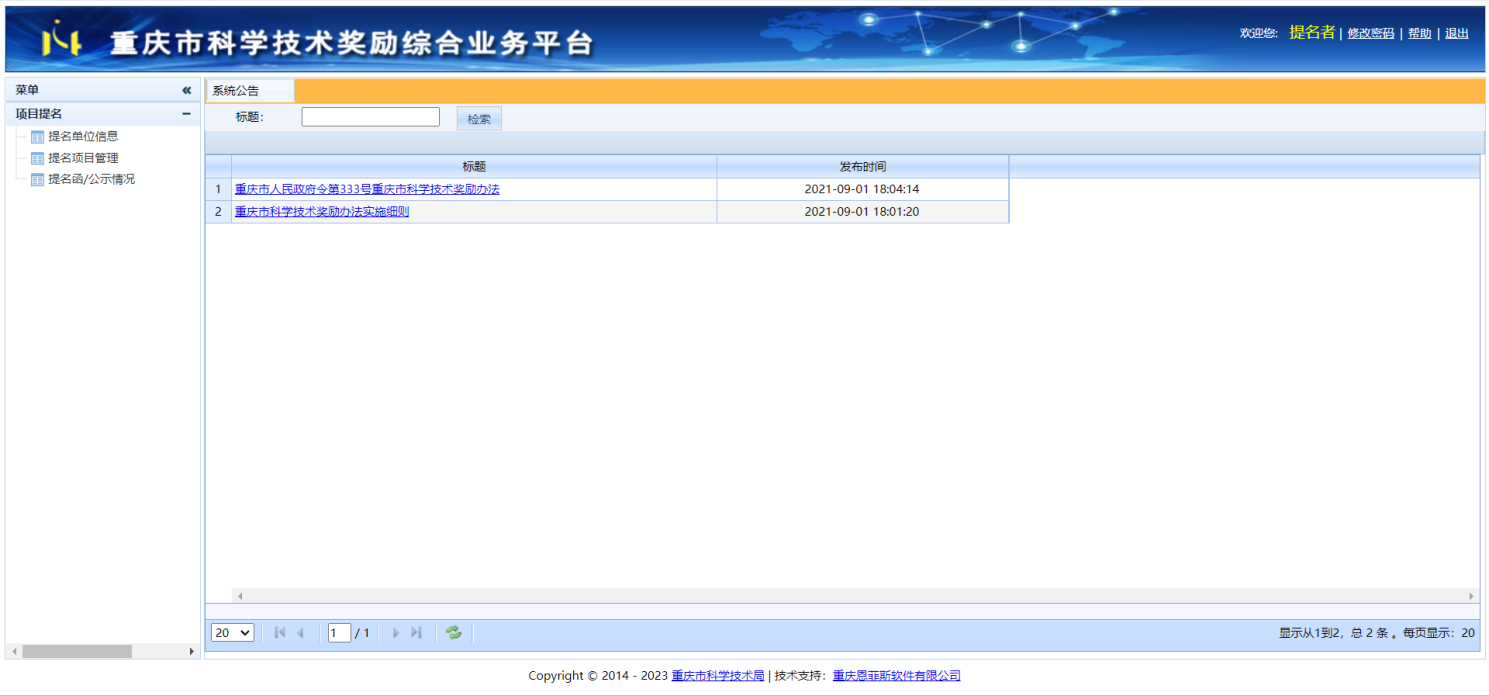 重庆市科学技术奖励综合业务平台
欢迎您: 提名者 | 修改密码 | 帮助 | 退出
菜单
项目提名
提名单位信息
提名项目管理
提名函/公示情况
系统公告
标题:
检索
标题 发布时间
1 重庆市人民政府令第333号重庆市科学技术奖励办法 2021-09-01 18:04:14
2 重庆市科学技术奖励办法实施细则 2021-09-01 18:01:20
20 1 / 1 显示从1到2，总 2 条 。每页显示：20
Copyright © 2014 - 2023 重庆市科学技术局 | 技术支持：重庆恩菲斯软件有限公司